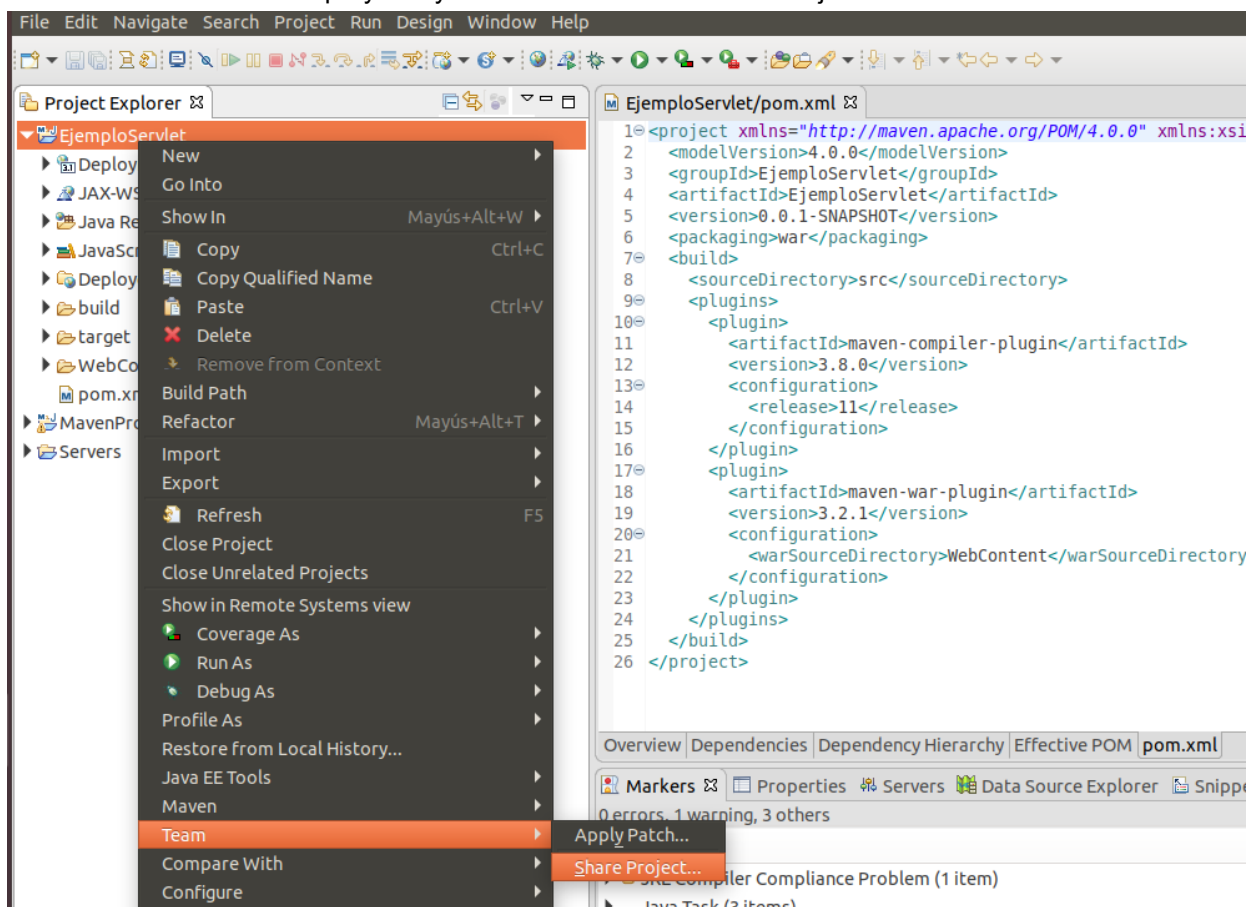 File Edit Navigate Search Project Run Design Window Help
Project Explorer
EjemploServlet
Deploy
JAX-WS
Java Re
JavaScr
Deploy
build
target
WebCo
pom.xm
MavenPro
Servers
New
Go Into
Show In Mayús+Alt+W
Copy Ctrl+C
Copy Qualified Name
Paste Ctrl+V
Delete
Remove from Context
Build Path
Refactor Mayús+Alt+T
Import
Export
Refresh F5
Close Project
Close Unrelated Projects
Show in Remote Systems view
Coverage As
Run As
Debug As
Profile As
Restore from Local History...
Java EE Tools
Maven
Team
Compare With
Configure
Apply Patch...
Share Project...
EjemploServlet/pom.xml
1 <project xmlns="http://maven.apache.org/POM/4.0.0" xmlns:xsi
2 <modelVersion>4.0.0</modelVersion>
3 <groupId>EjemploServlet</groupId>
4 <artifactId>EjemploServlet</artifactId>
5 <version>0.0.1-SNAPSHOT</version>
6 <packaging>war</packaging>
7 <build>
8 <sourceDirectory>src</sourceDirectory>
9 <plugins>
10 <plugin>
11 <artifactId>maven-compiler-plugin</artifactId>
12 <version>3.8.0</version>
13 <configuration>
14 <release>11</release>
15 </configuration>
16 </plugin>
17 <plugin>
18 <artifactId>maven-war-plugin</artifactId>
19 <version>3.2.1</version>
20 <configuration>
21 <warSourceDirectory>WebContent</warSourceDirectory
22 </configuration>
23 </plugin>
24 </plugins>
25 </build>
26 </project>
Overview Dependencies Dependency Hierarchy Effective POM pom.xml
Markers Properties Servers Data Source Explorer Snippe
0 errors, 1 warning, 3 others
JRE Compiler Compliance Problem (1 item)
Java Task (3 items)